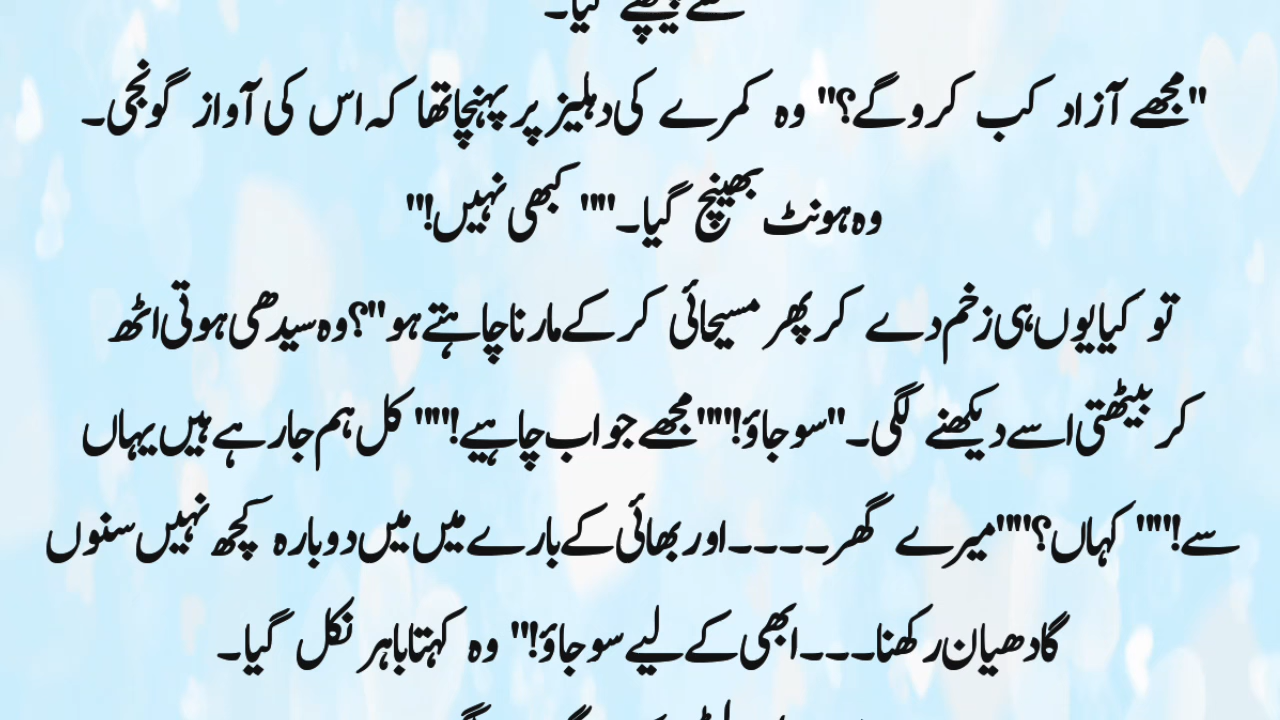 گیا۔
"مجھے آزاد کب کرو گے؟" وہ کمرے کی دہلیز پر پہنچا تھا کہ اس کی آواز گونجی۔
وہ ہونٹ بھینچ گیا۔"" کبھی نہیں!"
تو کیا یوں ہی زخم دے کر پھر مسیحائی کر کے مارنا چاہتے ہو"؟ وہ سیدھی ہوتی اٹھ
کر بیٹھتی اسے دیکھنے لگی۔"سو جاؤ!""مجھے جواب چاہیے!"" کل ہم جا رہے ہیں یہاں
سے!"" کہاں؟""میرے گھر۔۔۔۔اور بھائی کے بارے میں میں دوبارہ کچھ نہیں سنوں
گا دھیان رکھنا۔۔۔ابھی کے لیے سو جاؤ!" وہ کہتا باہر نکل گیا۔